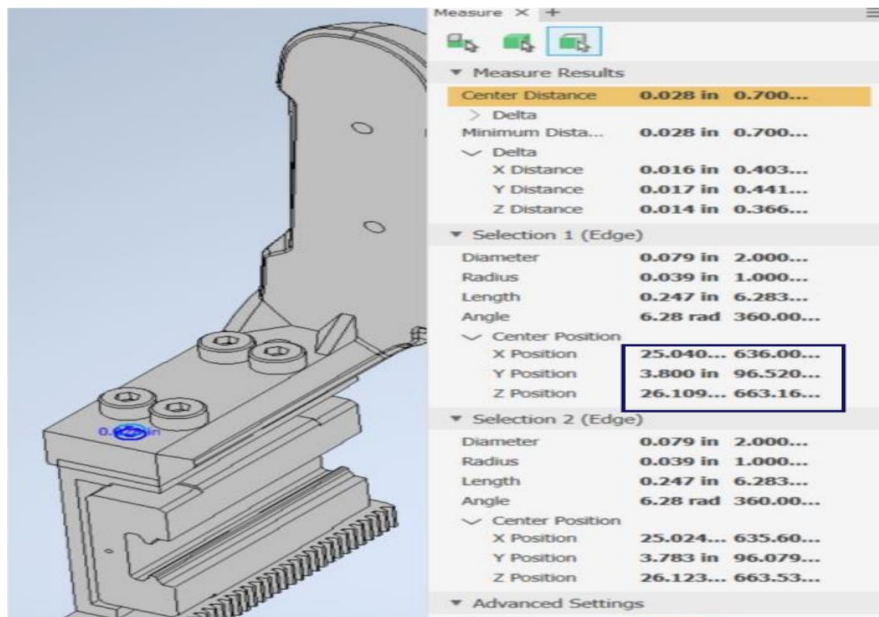 Measure × +
Measure Results
Center Distance 0.028 in 0.700...
Delta
Minimum Dista... 0.028 in 0.700...
Delta
X Distance 0.016 in 0.403...
Y Distance 0.017 in 0.441...
Z Distance 0.014 in 0.366...
Selection 1 (Edge)
Diameter 0.079 in 2.000...
Radius 0.039 in 1.000...
Length 0.247 in 6.283...
Angle 6.28 rad 360.00...
Center Position
X Position 25.040... 636.00...
Y Position 3.800 in 96.520...
Z Position 26.109... 663.16...
Selection 2 (Edge)
Diameter 0.079 in 2.000...
Radius 0.039 in 1.000...
Length 0.247 in 6.283...
Angle 6.28 rad 360.00...
Center Position
X Position 25.024... 635.60...
Y Position 3.783 in 96.079...
Z Position 26.123... 663.53...
Advanced Settings